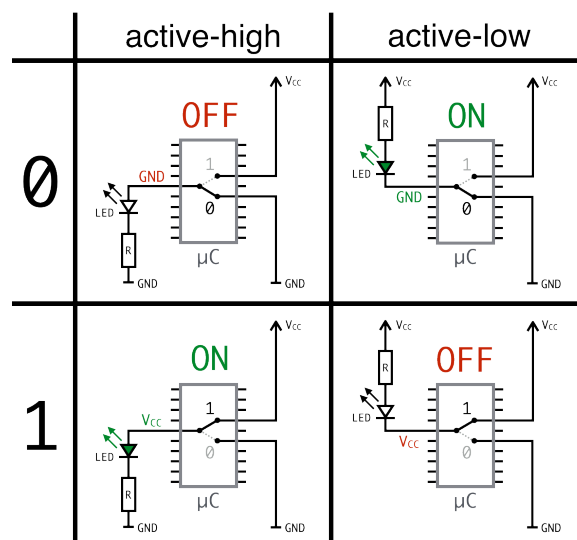 active-high active-low
0
VCC
OFF
1
GND
0
LED
R
µC
GND
GND
VCC
VCC
R
ON
1
LED
GND
0
µC
GND
1
VCC
ON
1
VCC
0
LED
R
µC
GND
GND
VCC
VCC
R
OFF
1
LED
VCC
0
µC
GND